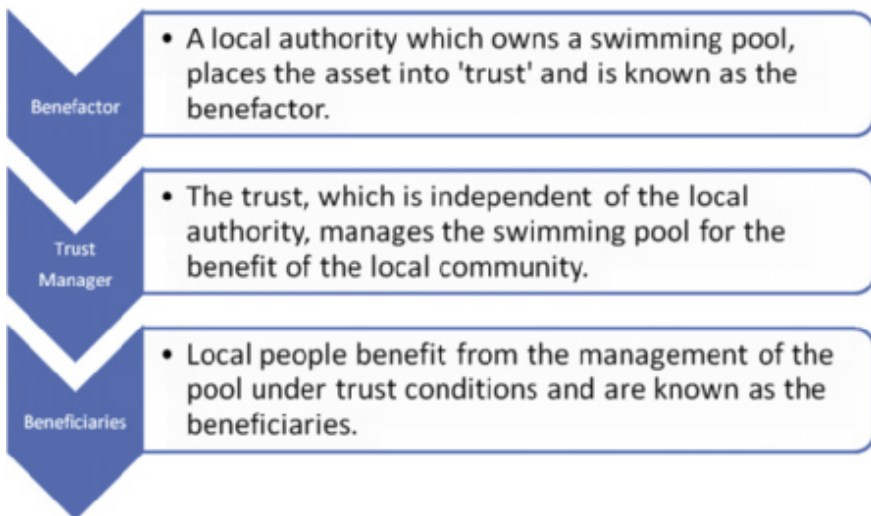 Benefactor
• A local authority which owns a swimming pool,
places the asset into 'trust' and is known as the
benefactor.
Trust
Manager
• The trust, which is independent of the local
authority, manages the swimming pool for the
benefit of the local community.
Beneficiaries
• Local people benefit from the management of the
pool under trust conditions and are known as the
beneficiaries.